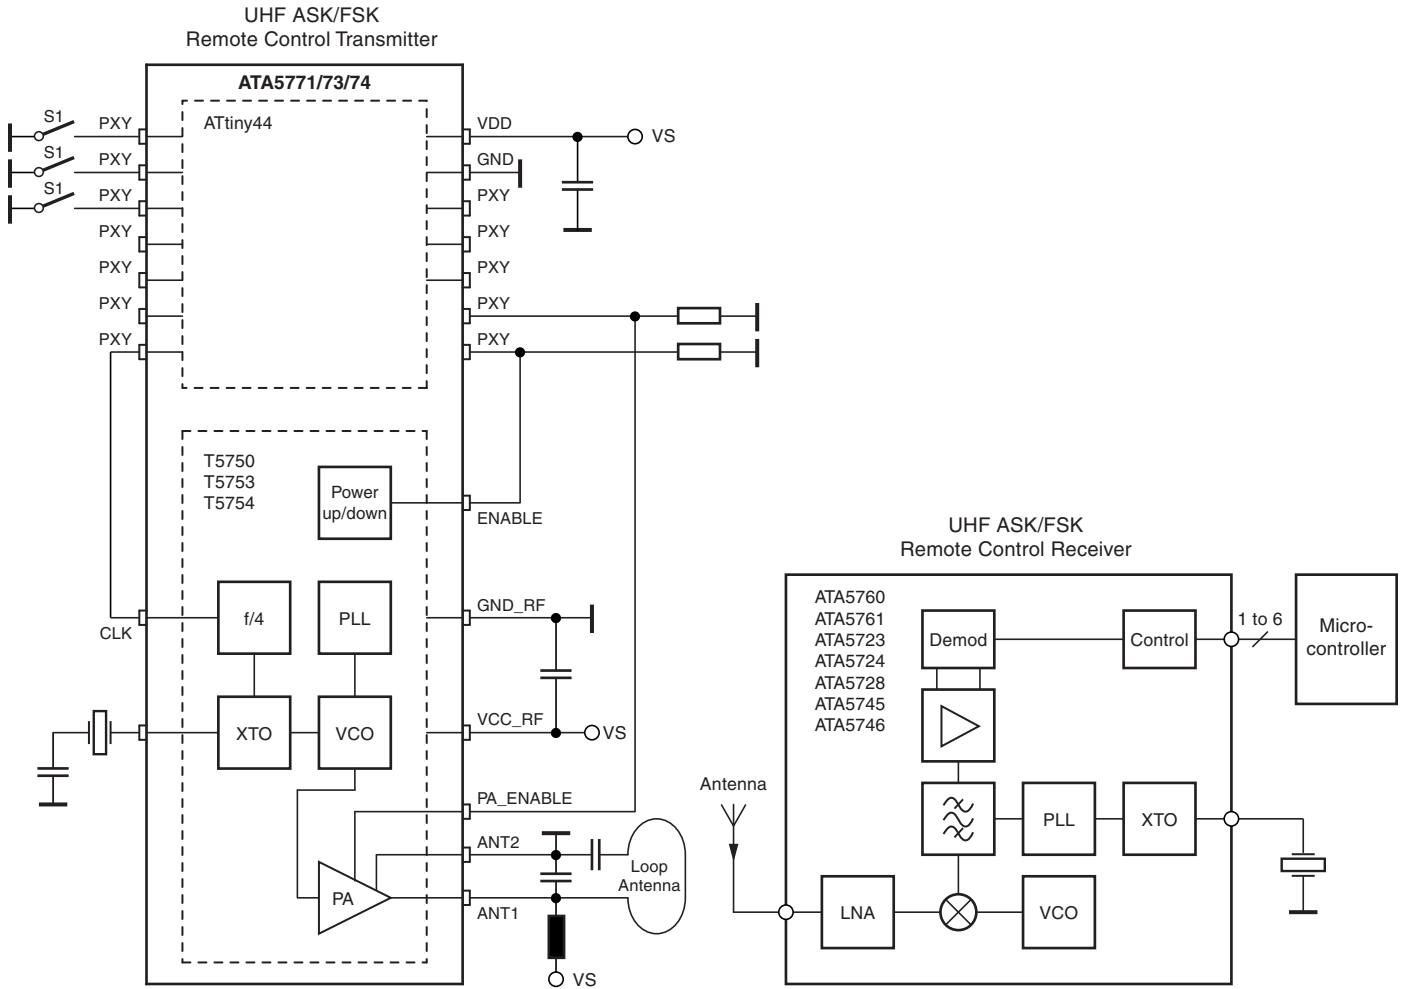 UHF ASK/FSK
Remote Control Transmitter
ATA5771/73/74
ATtiny44
S1
PXY
S1
PXY
S1
PXY
PXY
PXY
PXY
PXY
VDD
VS
GND
PXY
PXY
PXY
PXY
T5750
T5753
T5754
Power
up/down
ENABLE
f/4
PLL
CLK
GND_RF
XTO
VCO
VCC_RF
VS
PA_ENABLE
ANT2
PA
ANT1
Loop
Antenna
VS
UHF ASK/FSK
Remote Control Receiver
ATA5760
ATA5761
ATA5723
ATA5724
ATA5728
ATA5745
ATA5746
Demod
Control
1 to 6
Micro-
controller
Antenna
PLL
XTO
LNA
VCO